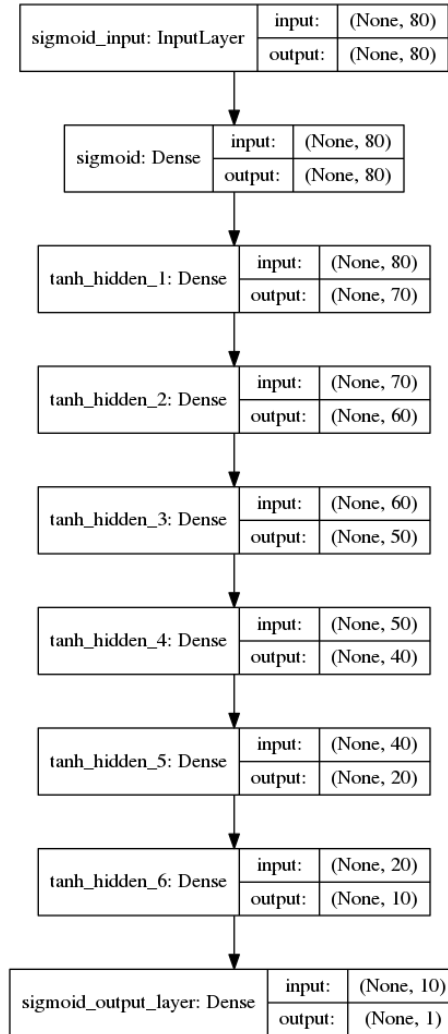 sigmoid_input: InputLayer
input: (None, 80)
output: (None, 80)
sigmoid: Dense
input: (None, 80)
output: (None, 80)
tanh_hidden_1: Dense
input: (None, 80)
output: (None, 70)
tanh_hidden_2: Dense
input: (None, 70)
output: (None, 60)
tanh_hidden_3: Dense
input: (None, 60)
output: (None, 50)
tanh_hidden_4: Dense
input: (None, 50)
output: (None, 40)
tanh_hidden_5: Dense
input: (None, 40)
output: (None, 20)
tanh_hidden_6: Dense
input: (None, 20)
output: (None, 10)
sigmoid_output_layer: Dense
input: (None, 10)
output: (None, 1)